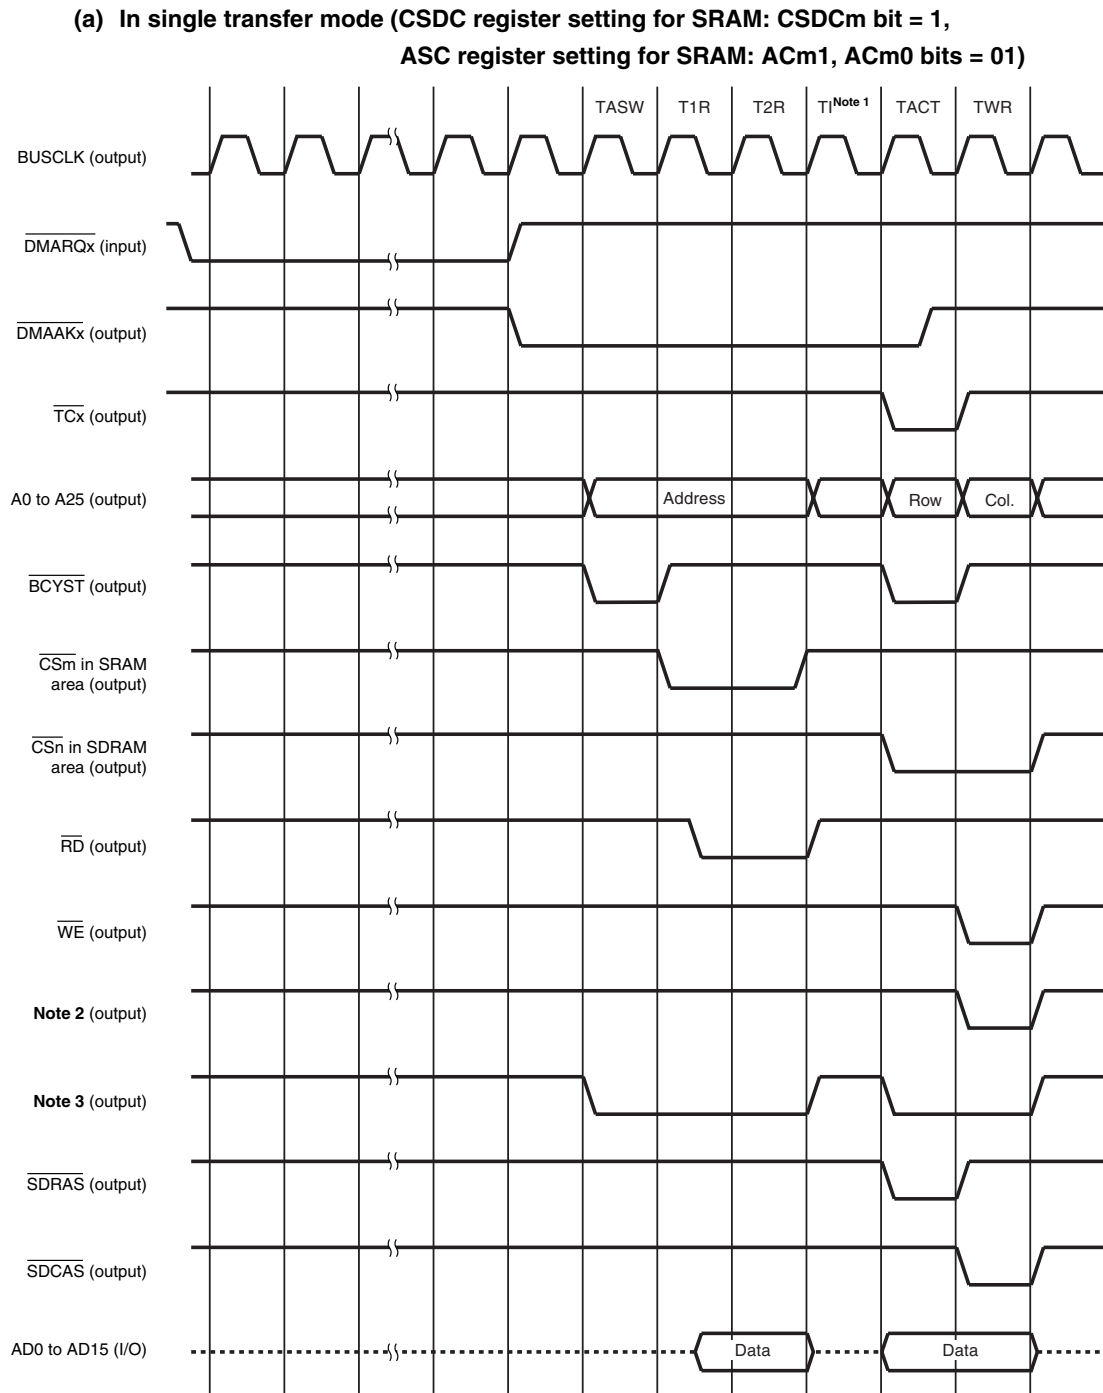 (a) In single transfer mode (CSDC register setting for SRAM: CSDCm bit = 1,
ASC register setting for SRAM: ACm1, ACm0 bits = 01)
TASW T1R T2R TI Note 1 TACT TWR
BUSCLK (output)
DMARQx (input)
DMAAKx (output)
TCx (output)
A0 to A25 (output) Address Row Col.
BCYST (output)
CSm in SRAM
area (output)
CSn in SDRAM
area (output)
RD (output)
WE (output)
Note 2 (output)
Note 3 (output)
SDRAS (output)
SDCAS (output)
AD0 to AD15 (I/O) Data Data